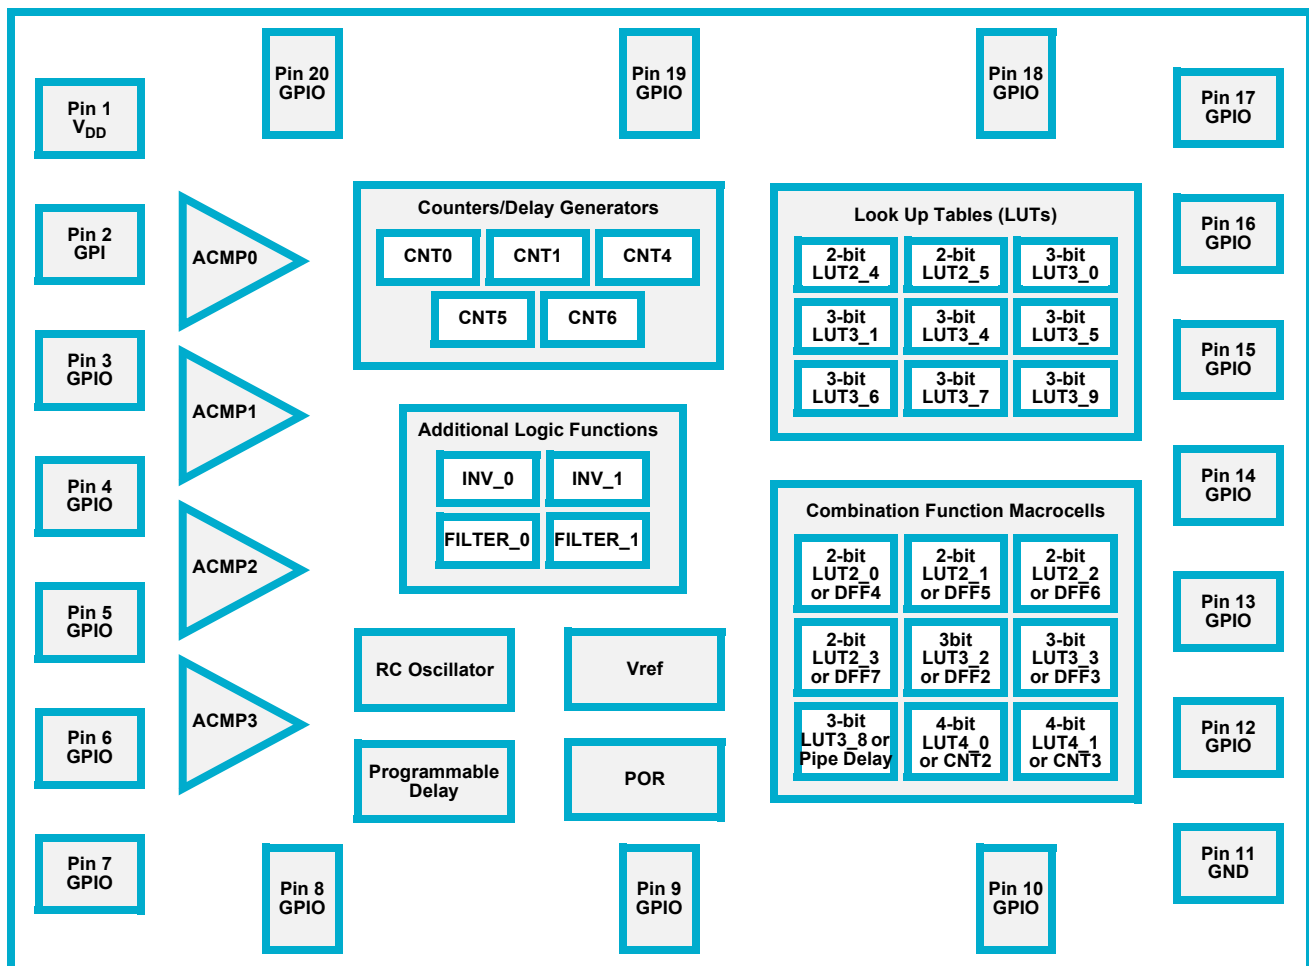 Pin 20
GPIO
Pin 19
GPIO
Pin 18
GPIO
Pin 1
VDD
Pin 17
GPIO
Pin 2
GPI
Pin 16
GPIO
Pin 3
GPIO
Pin 15
GPIO
Pin 4
GPIO
Pin 14
GPIO
Pin 5
GPIO
Pin 13
GPIO
Pin 6
GPIO
Pin 12
GPIO
Pin 7
GPIO
Pin 11
GND
ACMP0
ACMP1
ACMP2
ACMP3
Counters/Delay Generators
CNT0
CNT1
CNT4
CNT5
CNT6
Additional Logic Functions
INV_0
INV_1
FILTER_0
FILTER_1
RC Oscillator
Vref
Programmable
Delay
POR
Look Up Tables (LUTs)
2-bit
LUT2_4
2-bit
LUT2_5
3-bit
LUT3_0
3-bit
LUT3_1
3-bit
LUT3_4
3-bit
LUT3_5
3-bit
LUT3_6
3-bit
LUT3_7
3-bit
LUT3_9
Combination Function Macrocells
2-bit
LUT2_0
or DFF4
2-bit
LUT2_1
or DFF5
2-bit
LUT2_2
or DFF6
2-bit
LUT2_3
or DFF7
3bit
LUT3_2
or DFF2
3-bit
LUT3_3
or DFF3
3-bit
LUT3_8 or
Pipe Delay
4-bit
LUT4_0
or CNT2
4-bit
LUT4_1
or CNT3
Pin 8
GPIO
Pin 9
GPIO
Pin 10
GPIO